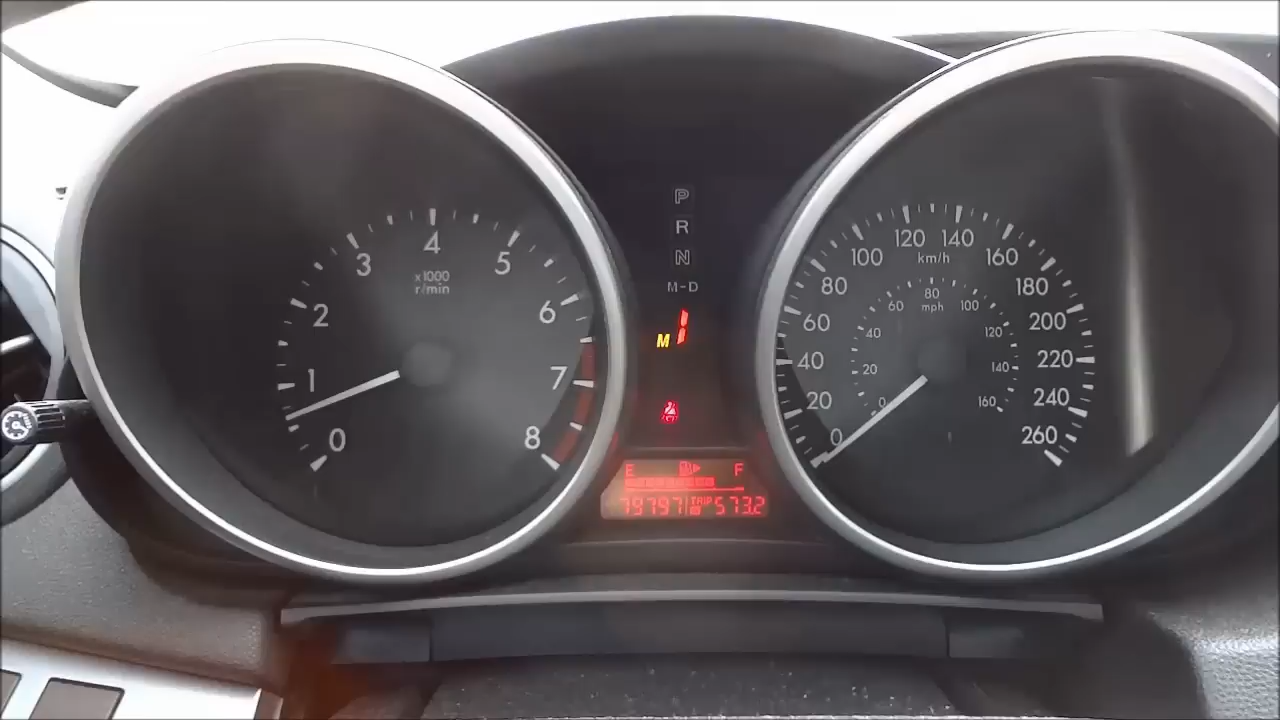 0 1 2 3 4 5 6 7 8
x1000
r/min
P
R
N
M-D
M 1
E F
79797 TRIP B 573.2
0 20 40 60 80 100 120 140 160 180 200 220 240 260
km/h
0 20 40 60 80 100 120 140 160
mph